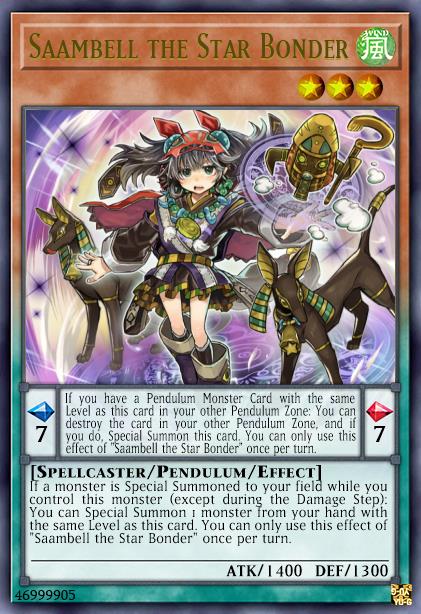 Saambell the Star Bonder
WIND
風
If you have a Pendulum Monster Card with the same
Level as this card in your other Pendulum Zone: You can
destroy the card in your other Pendulum Zone, and if
you do, Special Summon this card. You can only use this
effect of "Saambell the Star Bonder" once per turn.
7
7
[Spellcaster/Pendulum/Effect]
If a monster is Special Summoned to your field while you
control this monster (except during the Damage Step):
You can Special Summon 1 monster from your hand with
the same Level as this card. You can only use this effect of
"Saambell the Star Bonder" once per turn.
ATK/1400 DEF/1300
46999905